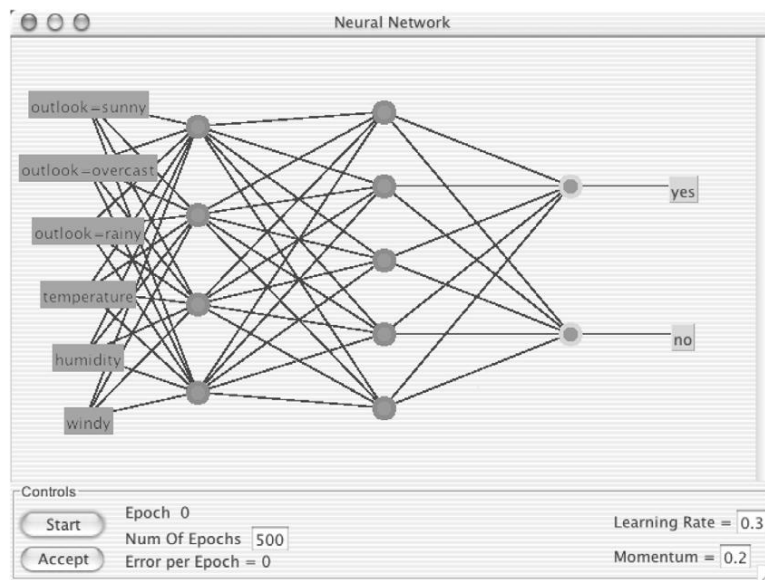 Neural Network
outlook=sunny
outlook=overcast
outlook=rainy
temperature
humidity
windy
yes
no
Controls
Start
Accept
Epoch 0
Num Of Epochs 500
Error per Epoch = 0
Learning Rate = 0.3
Momentum = 0.2